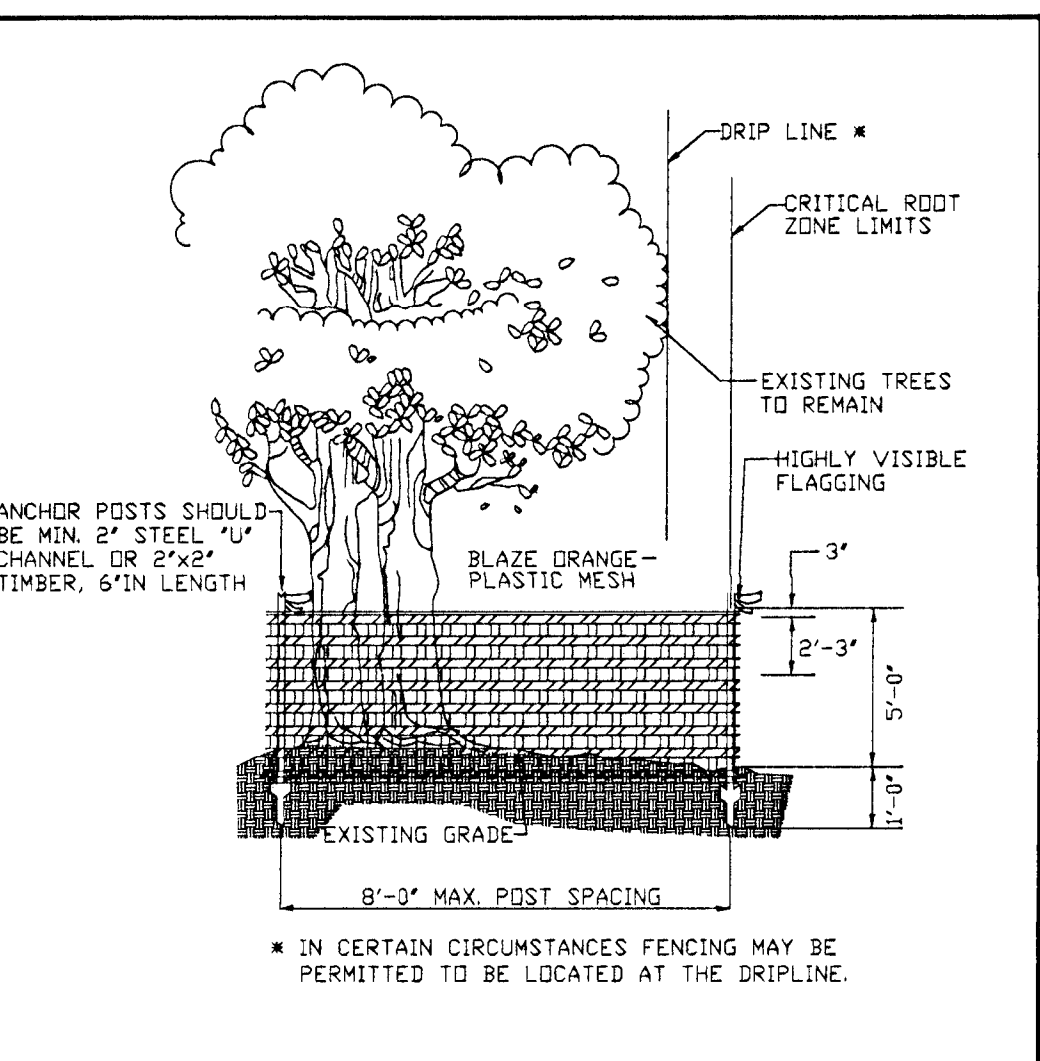 DRIP LINE *
CRITICAL ROOT
ZONE LIMITS
EXISTING TREES
TO REMAIN
HIGHLY VISIBLE
FLAGGING
ANCHOR POSTS SHOULD
BE MIN. 2" STEEL "U"
CHANNEL OR 2"x2"
TIMBER, 6'IN LENGTH
BLAZE ORANGE
PLASTIC MESH
3"
2'-3"
5'-0"
1'-0"
EXISTING GRADE
8'-0" MAX. POST SPACING
* IN CERTAIN CIRCUMSTANCES FENCING MAY BE
PERMITTED TO BE LOCATED AT THE DRIPLINE.